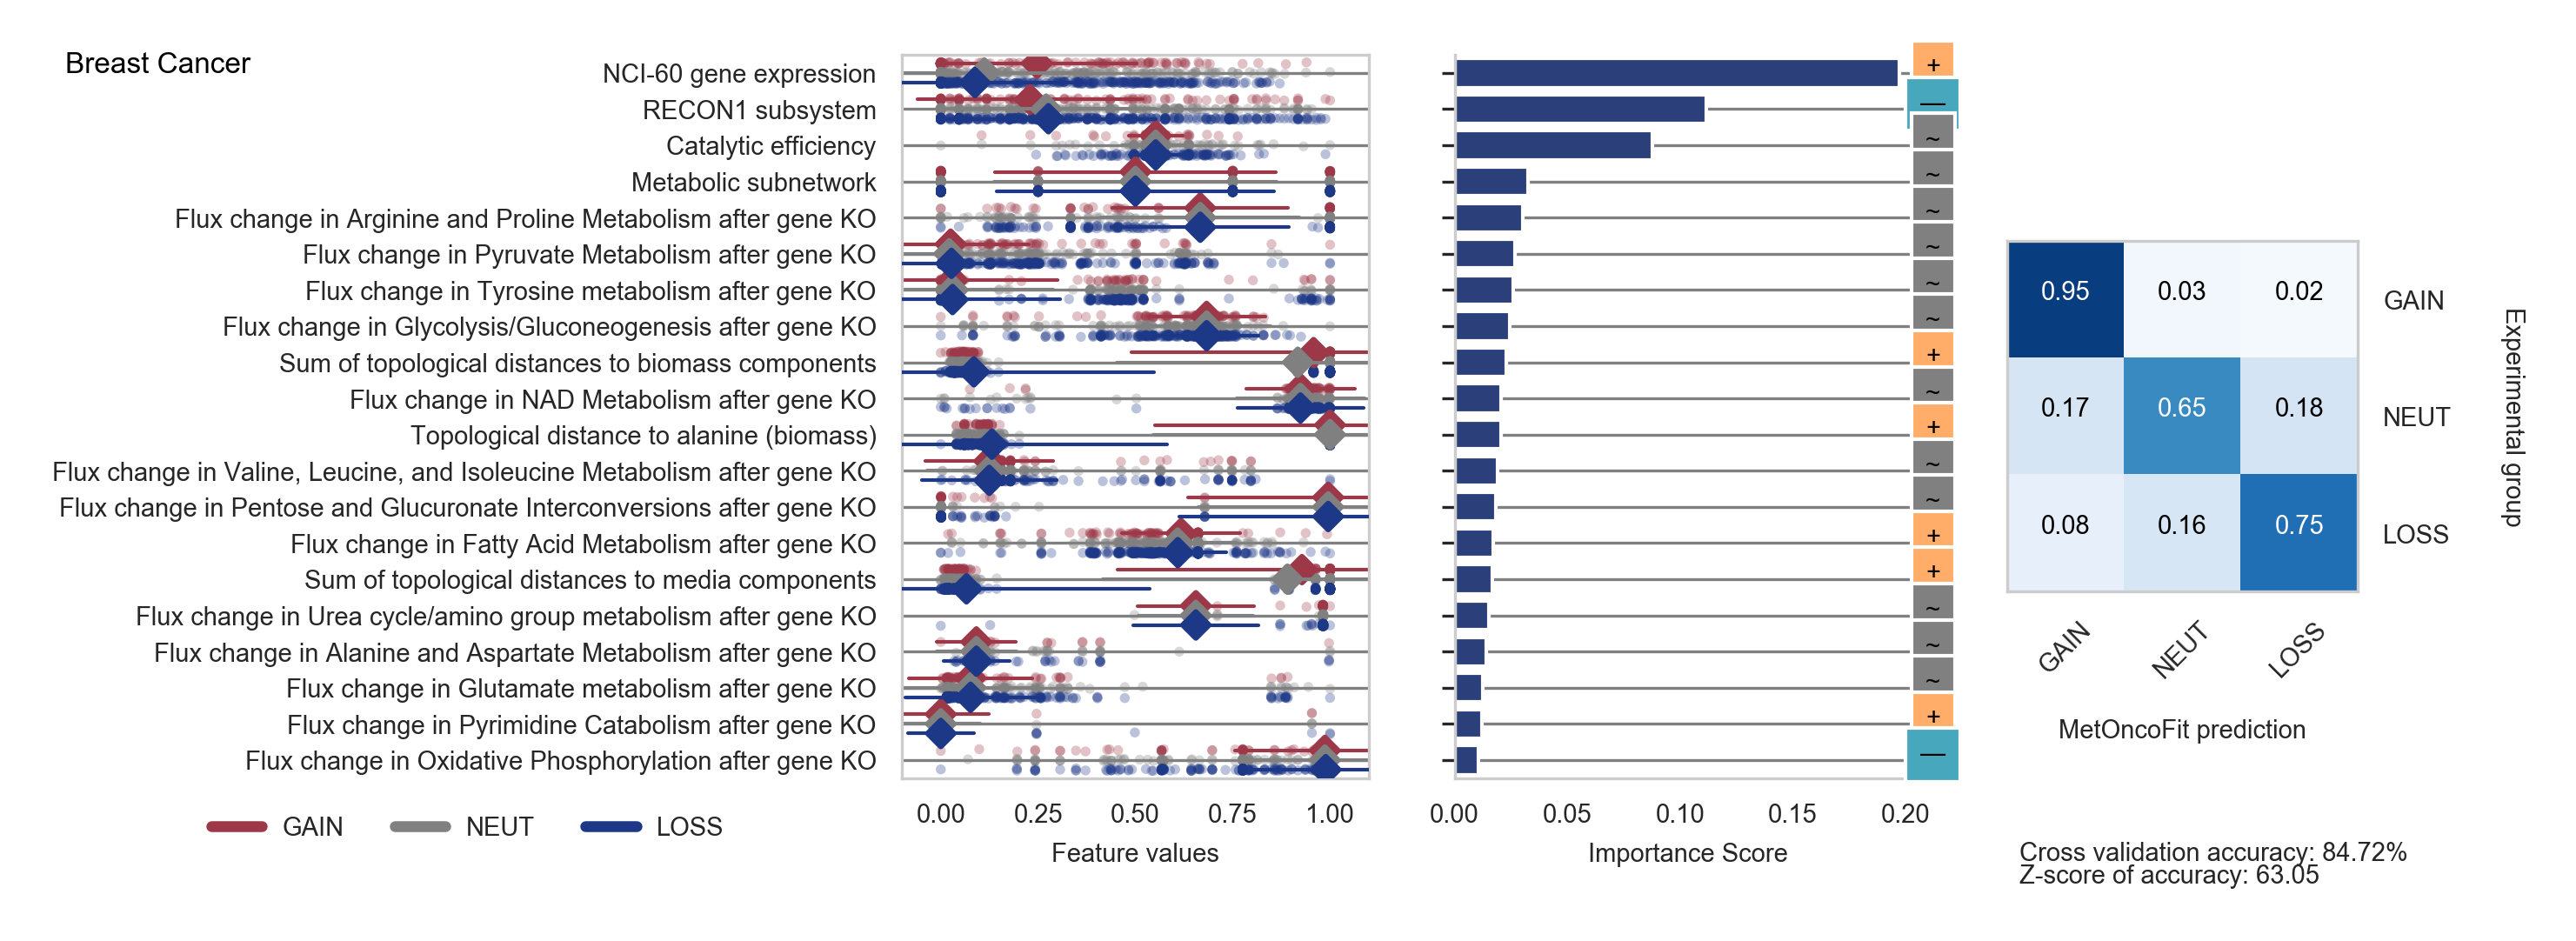 Breast Cancer
NCI-60 gene expression
RECON1 subsystem
Catalytic efficiency
Metabolic subnetwork
Flux change in Arginine and Proline Metabolism after gene KO
Flux change in Pyruvate Metabolism after gene KO
Flux change in Tyrosine metabolism after gene KO
Flux change in Glycolysis/Gluconeogenesis after gene KO
Sum of topological distances to biomass components
Flux change in NAD Metabolism after gene KO
Topological distance to alanine (biomass)
Flux change in Valine, Leucine, and Isoleucine Metabolism after gene KO
Flux change in Pentose and Glucuronate Interconversions after gene KO
Flux change in Fatty Acid Metabolism after gene KO
Sum of topological distances to media components
Flux change in Urea cycle/amino group metabolism after gene KO
Flux change in Alanine and Aspartate Metabolism after gene KO
Flux change in Glutamate metabolism after gene KO
Flux change in Pyrimidine Catabolism after gene KO
Flux change in Oxidative Phosphorylation after gene KO
GAIN NEUT LOSS
0.00 0.25 0.50 0.75 1.00
Feature values
+
—
~
~
~
~
~
~
+
~
+
~
~
+
+
~
~
~
+
—
0.00 0.05 0.10 0.15 0.20
Importance Score
0.95 0.03 0.02 GAIN
0.17 0.65 0.18 NEUT
0.08 0.16 0.75 LOSS
Experimental group
GAIN NEUT LOSS
MetOncoFit prediction
Cross validation accuracy: 84.72%
Z-score of accuracy: 63.05